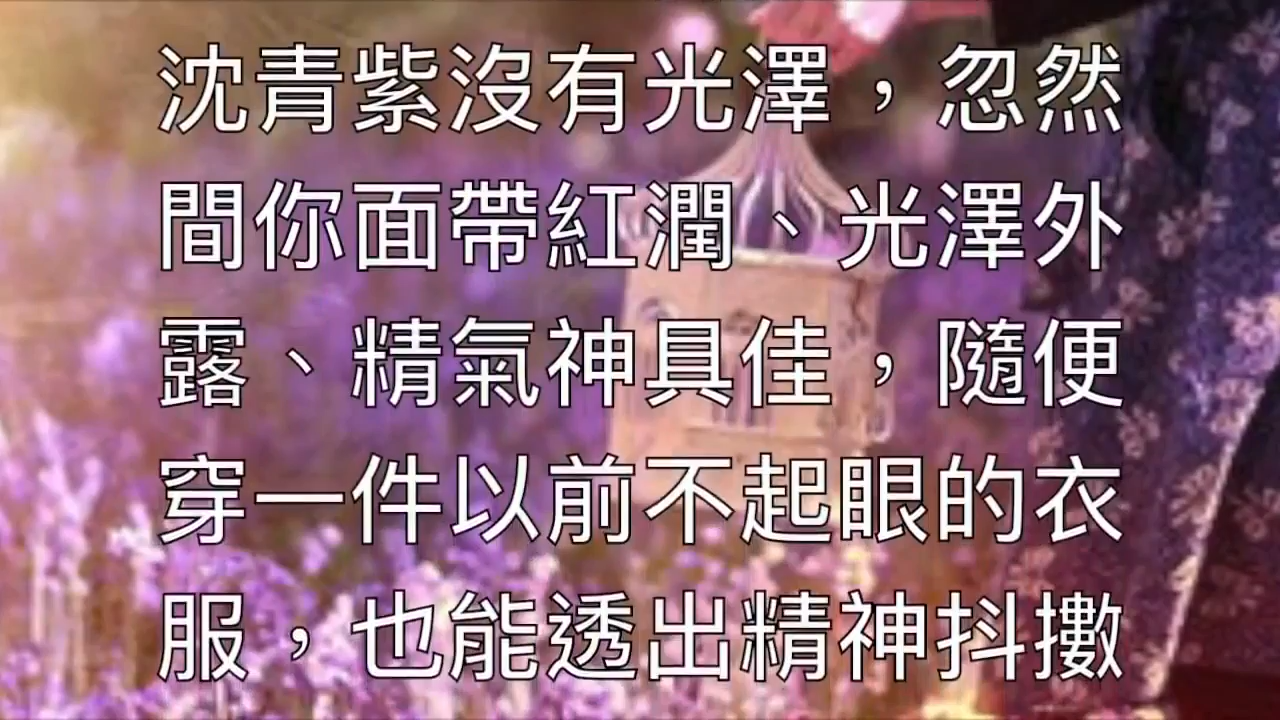 沈青紫沒有光澤，忽然
間你面帶紅潤、光澤外
露、精氣神具佳，隨便
穿一件以前不起眼的衣
服，也能透出精神抖擻